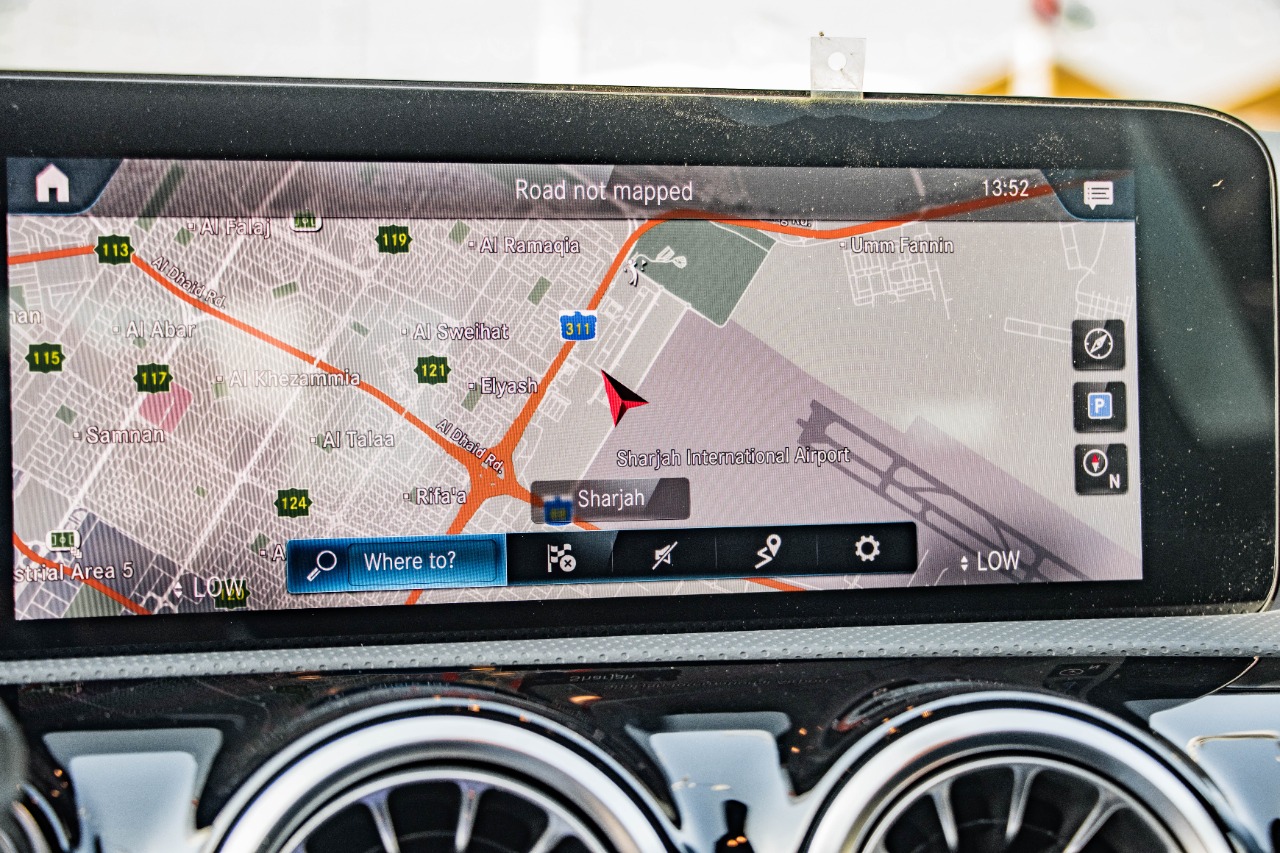 Road not mapped
13:52
Al Falaj
119
Al Ramaqia
Umm Fannin
113
Al Dhaid Rd.
311
Al Abar
Al Sweihat
115
117
121
Al Khezammia
Elyash
P
Samnan
Al Talaa
Al Dhaid Rd.
Sharjah International Airport
N
124
Rifa'a
Sharjah
Where to?
LOW
strial Area 5
LOW